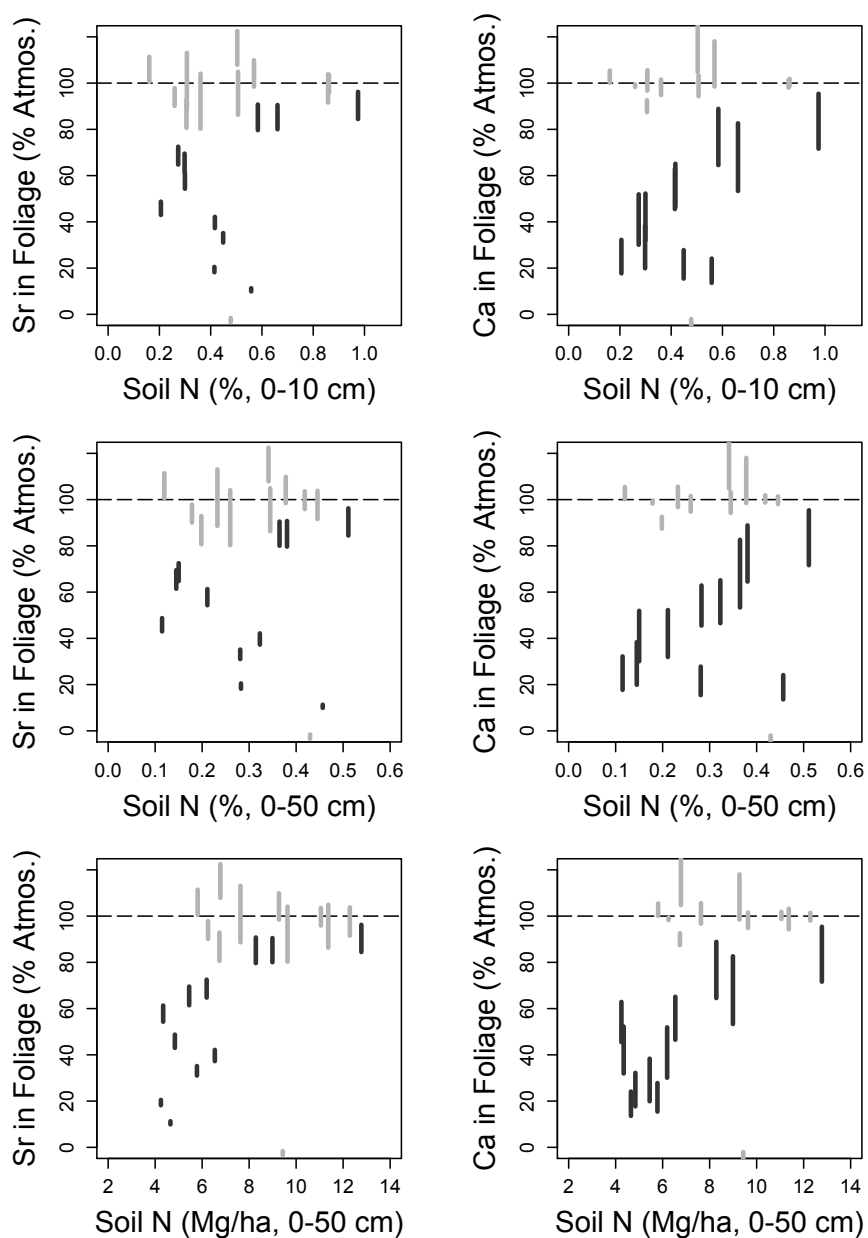 Sr in Foliage (% Atmos.)
0 20 40 60 80 100
0.0 0.2 0.4 0.6 0.8 1.0
Soil N (%, 0-10 cm)
Ca in Foliage (% Atmos.)
0 20 40 60 80 100
0.0 0.2 0.4 0.6 0.8 1.0
Soil N (%, 0-10 cm)
Sr in Foliage (% Atmos.)
0 20 40 60 80 100
0.0 0.1 0.2 0.3 0.4 0.5 0.6
Soil N (%, 0-50 cm)
Ca in Foliage (% Atmos.)
0 20 40 60 80 100
0.0 0.1 0.2 0.3 0.4 0.5 0.6
Soil N (%, 0-50 cm)
Sr in Foliage (% Atmos.)
0 20 40 60 80 100
2 4 6 8 10 12 14
Soil N (Mg/ha, 0-50 cm)
Ca in Foliage (% Atmos.)
0 20 40 60 80 100
2 4 6 8 10 12 14
Soil N (Mg/ha, 0-50 cm)